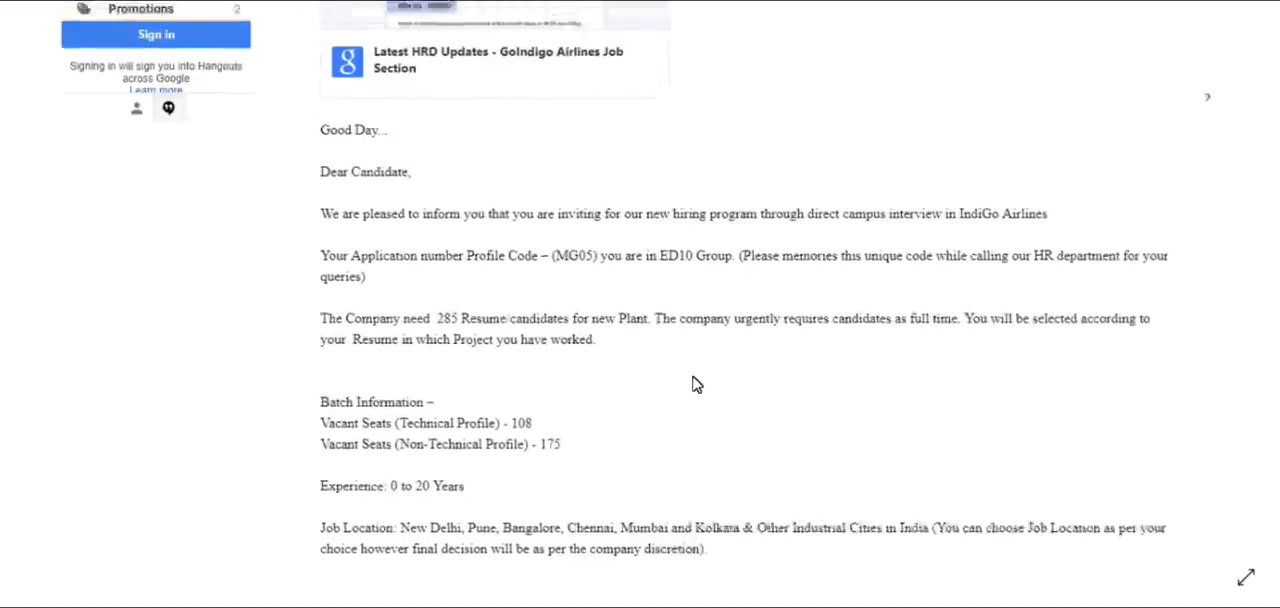 Promotions 2
Sign in
Signing in will sign you into Hangouts
across Google
Learn more
Latest HRD Updates - GoIndigo Airlines Job
Section
Good Day...
Dear Candidate,
We are pleased to inform you that you are inviting for our new hiring program through direct campus interview in IndiGo Airlines
Your Application number Profile Code – (MG05) you are in ED10 Group. (Please memories this unique code while calling our HR department for your
queries)
The Company need 285 Resume/candidates for new Plant. The company urgently requires candidates as full time. You will be selected according to
your Resume in which Project you have worked.
Batch Information –
Vacant Seats (Technical Profile) - 108
Vacant Seats (Non-Technical Profile) - 175
Experience: 0 to 20 Years
Job Location: New Delhi, Pune, Bangalore, Chennai, Mumbai and Kolkata & Other Industrial Cities in India (You can choose Job Location as per your
choice however final decision will be as per the company discretion).